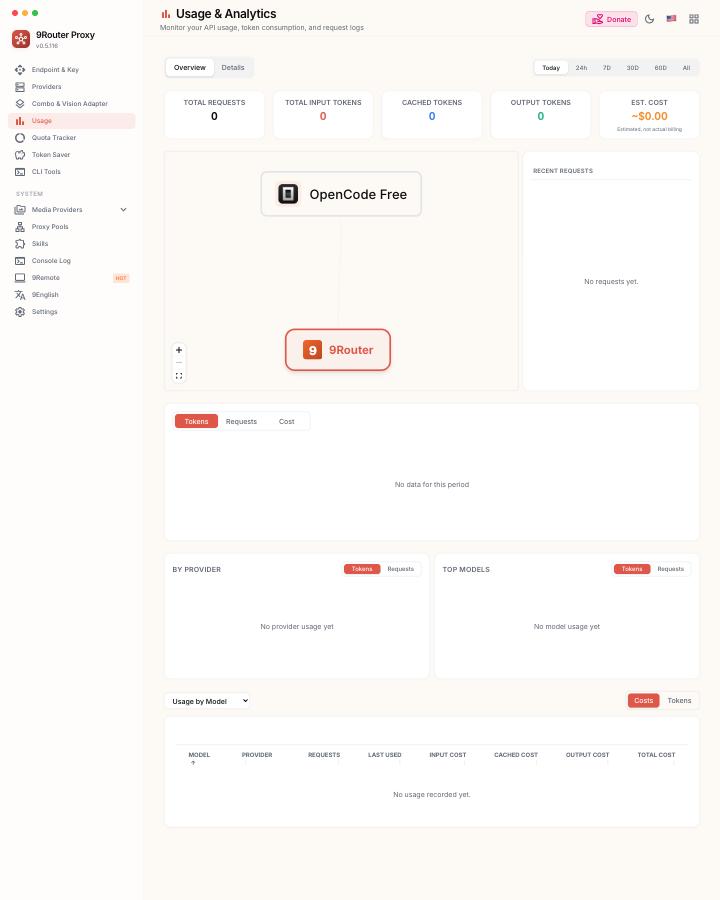 9Router Proxy
v0.5.116
Endpoint & Key
Providers
Combo & Vision Adapter
Usage
Quota Tracker
Token Saver
CLI Tools
SYSTEM
Media Providers
Proxy Pools
Skills
Console Log
9Remote
HOT
9English
Settings
Usage & Analytics
Monitor your API usage, token consumption, and request logs
Donate
Overview Details
Today 24h 7D 30D 60D All
TOTAL REQUESTS
0
TOTAL INPUT TOKENS
0
CACHED TOKENS
0
OUTPUT TOKENS
0
EST. COST
~$0.00
Estimated, not actual billing
OpenCode Free
9 9Router
RECENT REQUESTS
No requests yet.
Tokens Requests Cost
No data for this period
BY PROVIDER
Tokens Requests
No provider usage yet
TOP MODELS
Tokens Requests
No model usage yet
Usage by Model
Costs Tokens
MODEL ↑ PROVIDER REQUESTS LAST USED INPUT COST CACHED COST OUTPUT COST TOTAL COST
No usage recorded yet.